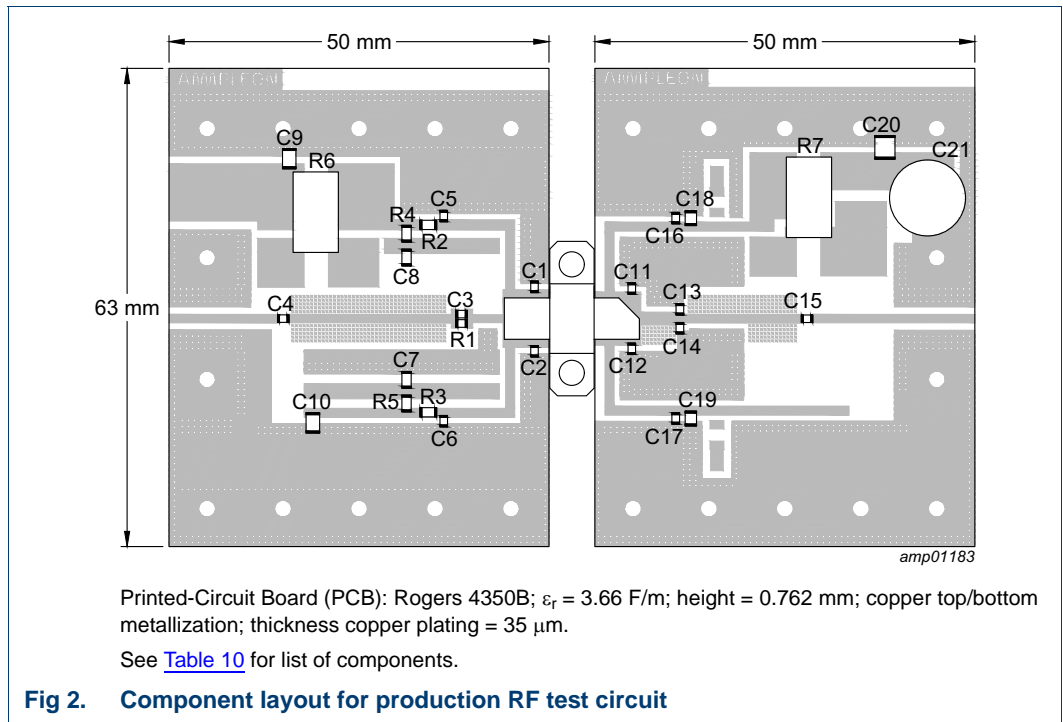 50 mm
50 mm
AMPLEON
AMPLEON
C9
R6
C5
R4
R2
C8
C1
C4
C3
R1
C7
C2
R5
R3
C10
C6
63 mm
C20
R7
C21
C18
C16
C11
C13
C15
C14
C12
C19
C17
amp01183
Printed-Circuit Board (PCB): Rogers 4350B; εr = 3.66 F/m; height = 0.762 mm; copper top/bottom
metallization; thickness copper plating = 35 μm.
See Table 10 for list of components.
Fig 2. Component layout for production RF test circuit